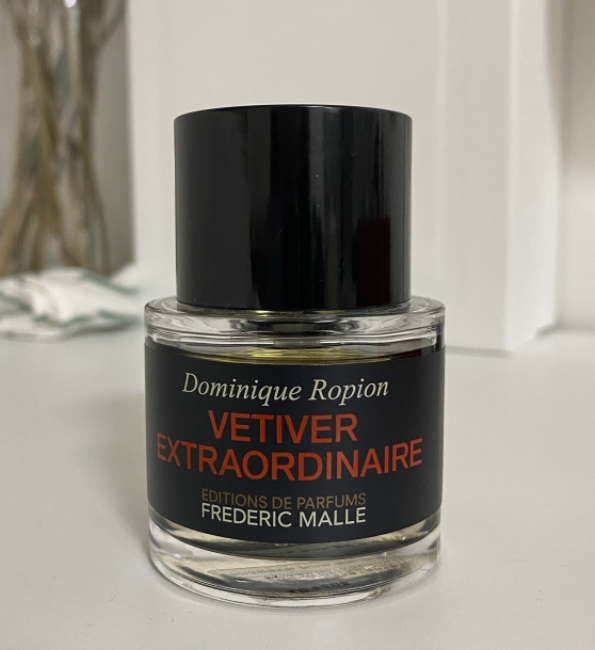 Dominique Ropion
VETIVER
EXTRAORDINAIRE
EDITIONS DE PARFUMS
FREDERIC MALLE